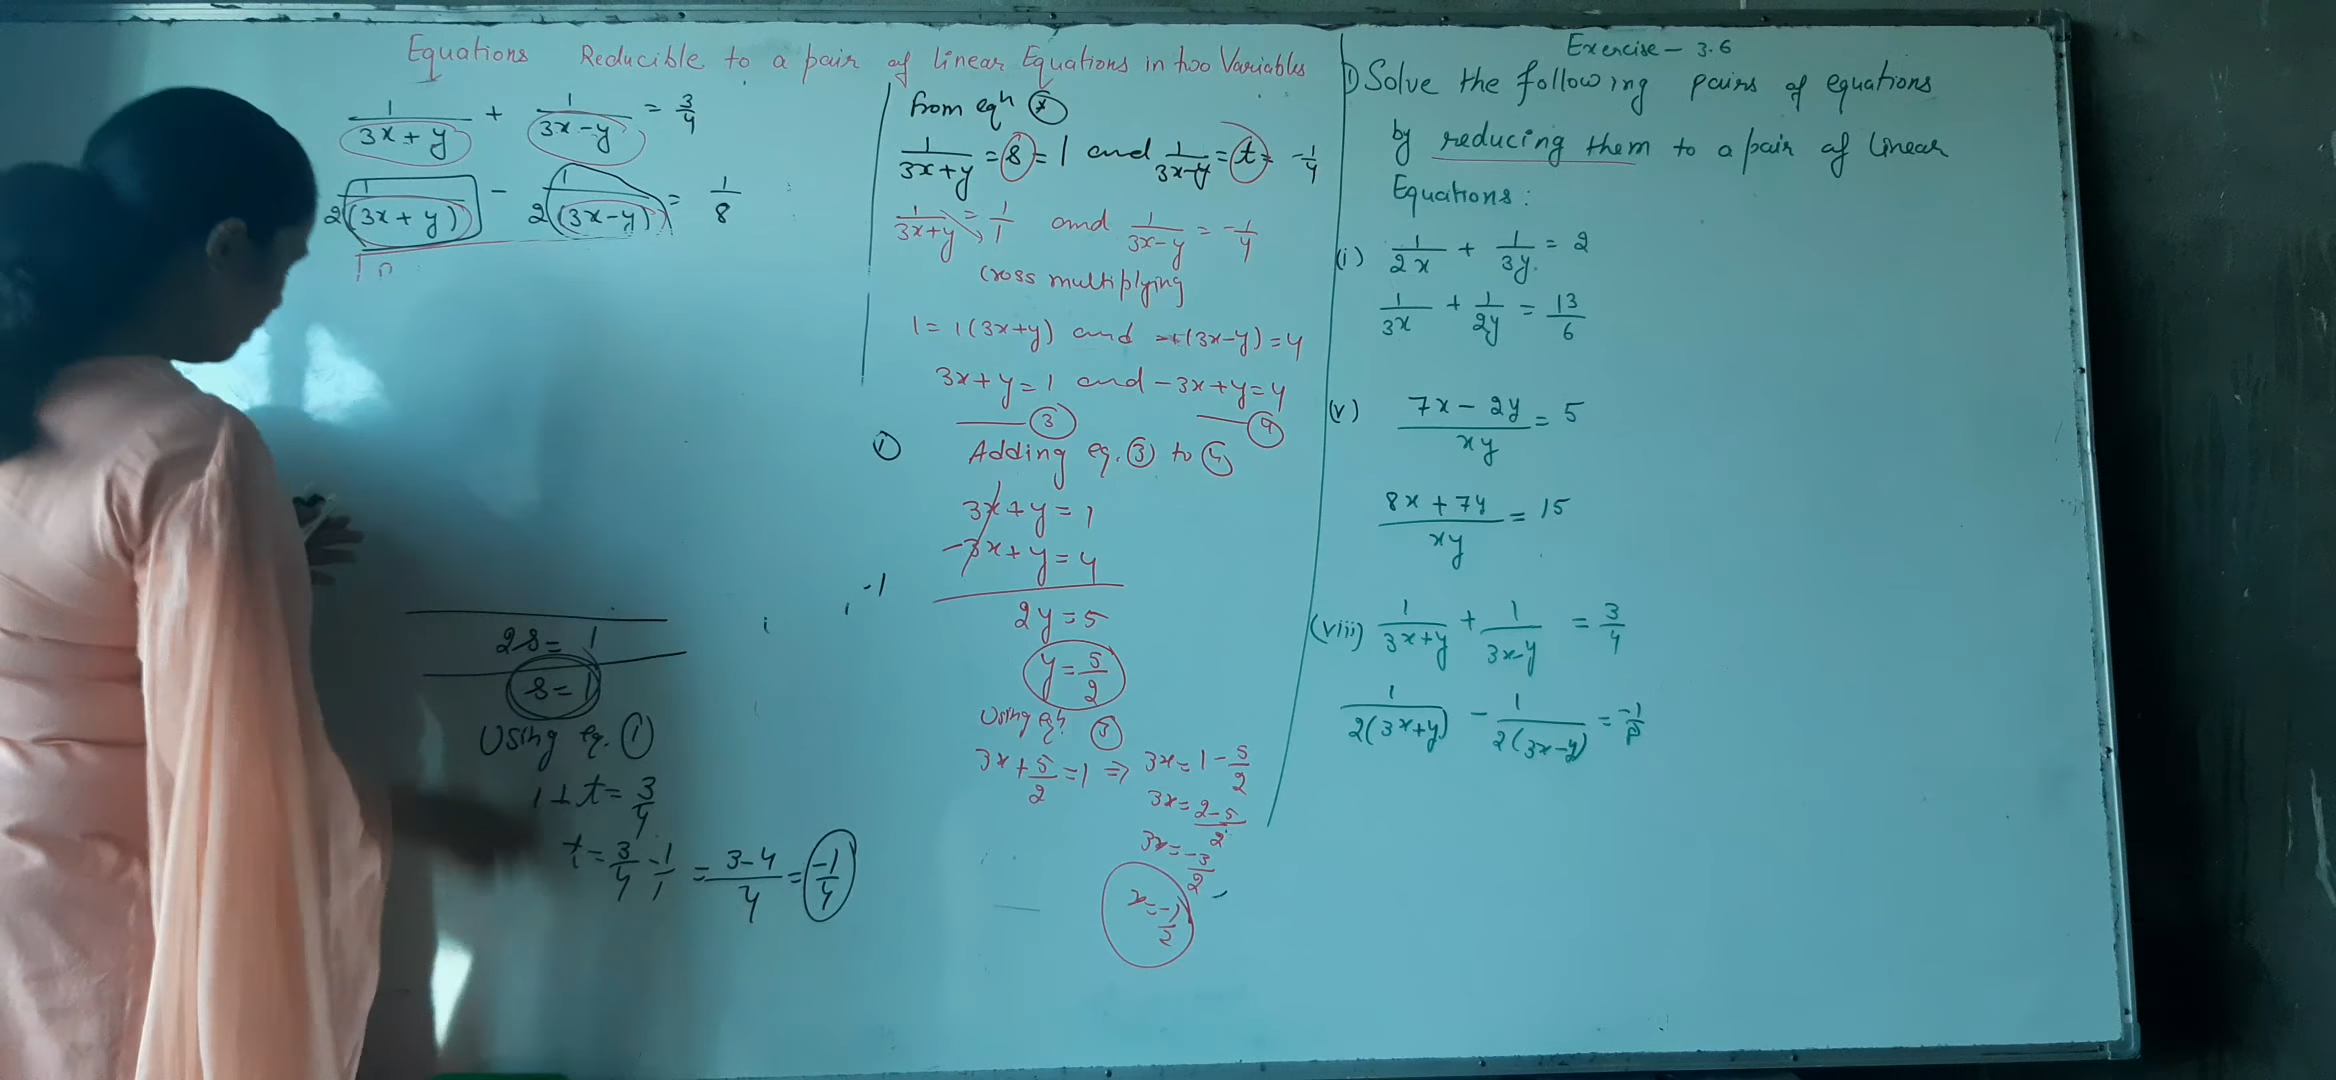 Equations Reducible to a pair of linear Equations in two Variables
1/(3x+y) + 1/(3x-y) = 3/4
1/2(3x+y) - 1/2(3x-y) = 1/8
2s = 1
s = 1
Using eq. ①
1 + t = 3/4
t = 3/4 - 1/1 = (3-4)/4 = -1/4
from eqn
1/(3x+y) = s = 1 and 1/(3x-y) = t = -1/4
1/(3x+y) = 1/1 and 1/(3x-y) = -1/4
Cross multiplying
1 = 1(3x+y) and -1(3x-y) = 4
3x+y = 1 and -3x+y = 4
③ ④
Adding eq. ③ to ④
3x+y = 1
-3x+y = 4
-1
2y = 5
y = 5/2
Using eqn. ③
3x + 5/2 = 1 ⇒ 3x = 1 - 5/2
3x = (2-5)/2
3x = -3/2
x = -1/2
Exercise - 3.6
① Solve the following pairs of equations
by reducing them to a pair of linear
Equations :
(i) 1/2x + 1/3y = 2
1/3x + 1/2y = 13/6
(v) (7x-2y)/xy = 5
(8x+7y)/xy = 15
(viii) 1/(3x+y) + 1/(3x-y) = 3/4
1/2(3x+y) - 1/2(3x-y) = -1/8